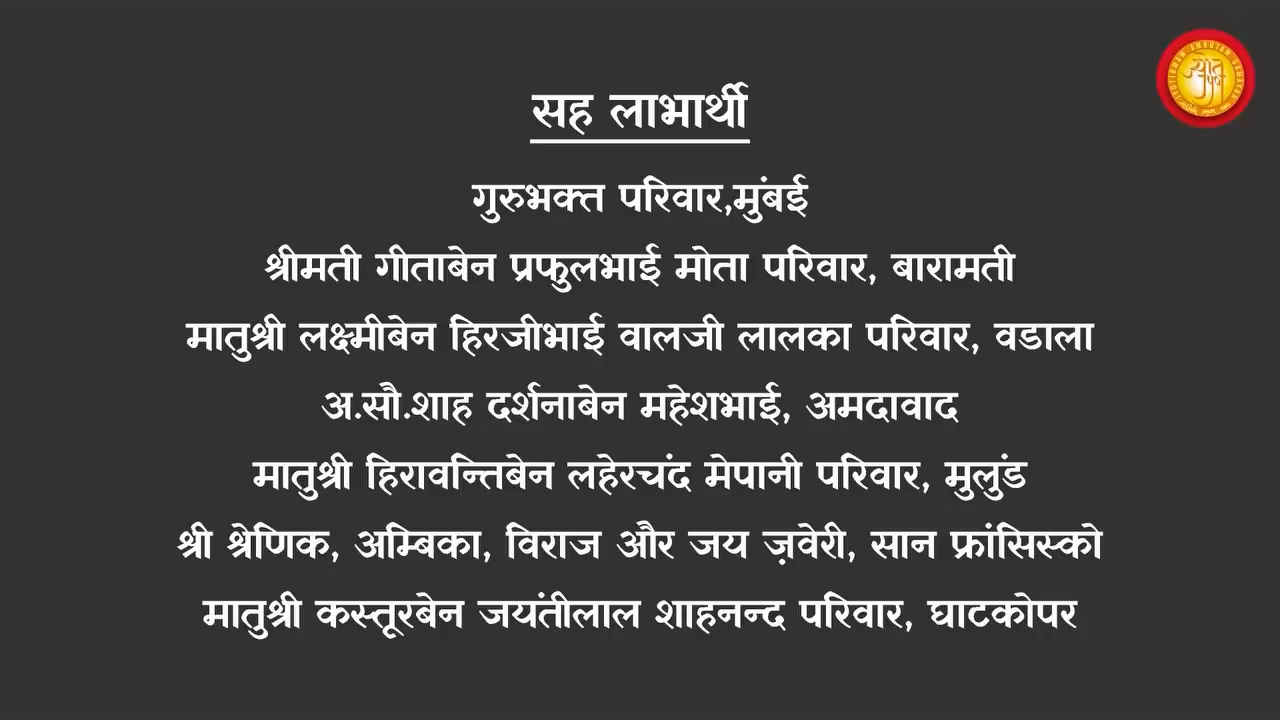 सह लाभार्थी
गुरुभक्त परिवार,मुंबई
श्रीमती गीताबेन प्रफुलभाई मोता परिवार, बारामती
मातुश्री लक्ष्मीबेन हिरजीभाई वालजी लालका परिवार, वडाला
अ.सौ.शाह दर्शनाबेन महेशभाई, अमदावाद
मातुश्री हिरावन्तिबेन लहेरचंद मेपानी परिवार, मुलुंड
श्री श्रेणिक, अम्बिका, विराज और जय ज़वेरी, सान फ्रांसिस्को
मातुश्री कस्तूरबेन जयंतीलाल शाहनन्द परिवार, घाटकोपर